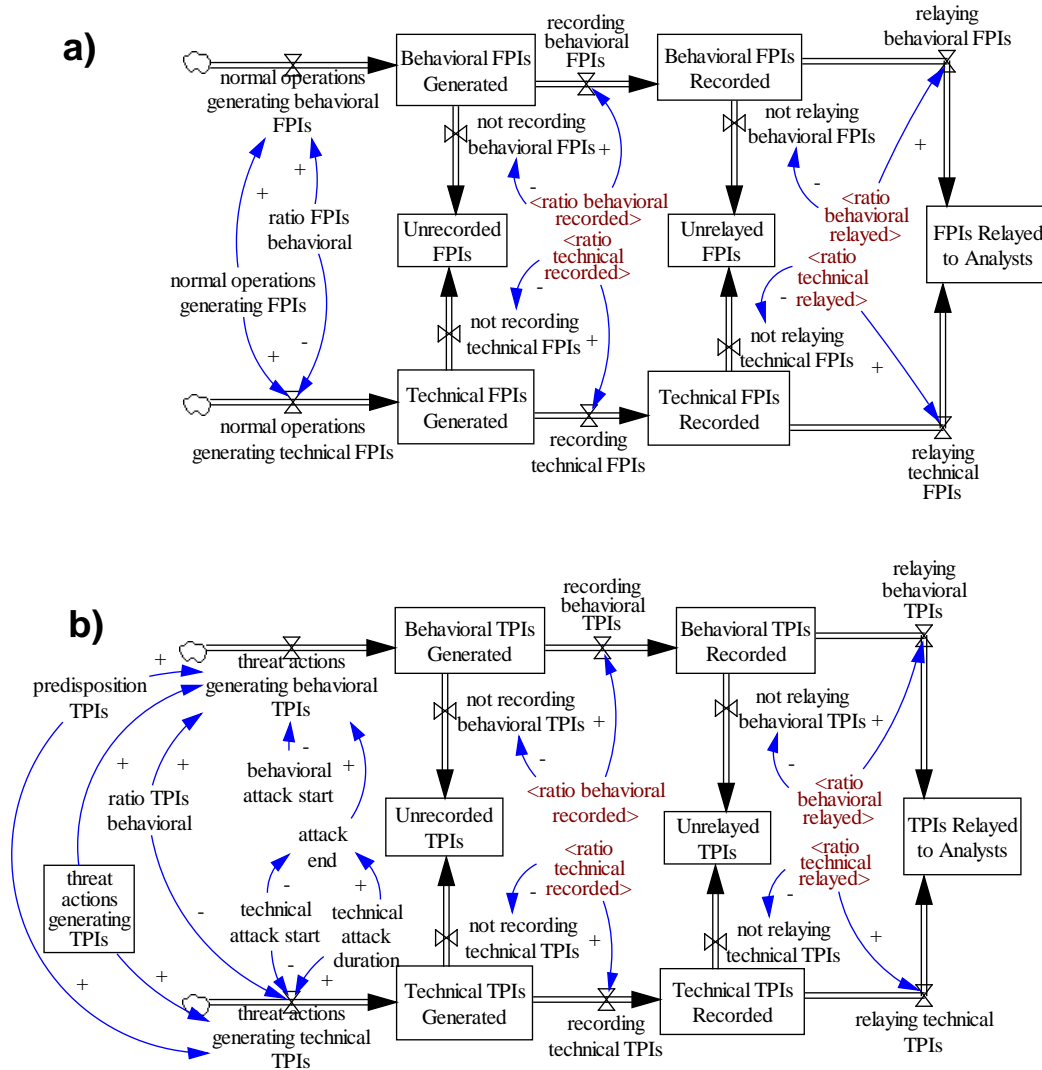 a)
recording
behavioral
FPIs
relaying
behavioral FPIs
Behavioral FPIs
Generated
Behavioral FPIs
Recorded
normal operations
generating behavioral
FPIs
not recording
behavioral FPIs
+
not relaying
behavioral FPIs
+
+
+
-
-
ratio FPIs
behavioral
<ratio behavioral
recorded>
<ratio
behavioral
relayed>
Unrecorded
FPIs
<ratio
technical
recorded>
Unrelayed
FPIs
<ratio
technical
relayed>
FPIs Relayed
to Analysts
normal operations
generating FPIs
-
-
not recording
technical FPIs
+
not relaying
technical FPIs
+
-
+
Technical FPIs
Generated
Technical FPIs
Recorded
normal operations
generating technical FPIs
recording
technical FPIs
relaying
technical
FPIs
b)
recording
behavioral
TPIs
relaying
behavioral
TPIs
Behavioral TPIs
Generated
Behavioral TPIs
Recorded
predisposition
TPIs
+
threat actions
generating behavioral
TPIs
not recording
behavioral TPIs
+
not relaying
behavioral TPIs
+
+
+
-
+
-
-
behavioral
attack start
ratio TPIs
behavioral
<ratio behavioral
recorded>
<ratio
behavioral
relayed>
attack
end
Unrecorded
TPIs
<ratio
technical
recorded>
Unrelayed
TPIs
<ratio
technical
relayed>
TPIs Relayed
to Analysts
threat
actions
generating
TPIs
-
+
technical
attack start
technical
attack
duration
-
-
-
not recording
technical TPIs
+
not relaying
technical TPIs
+
+
+
-
+
Technical TPIs
Generated
Technical TPIs
Recorded
threat actions
generating technical
TPIs
recording
technical TPIs
relaying technical
TPIs